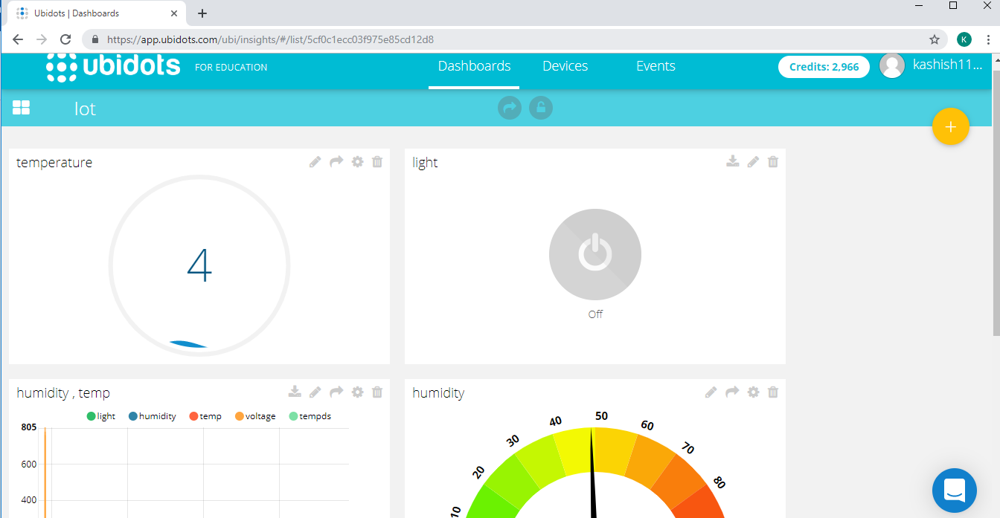 Ubidots | Dashboards
https://app.ubidots.com/ubi/insights/#/list/5cf0c1ecc03f975e85cd12d8
K
ubidots FOR EDUCATION Dashboards Devices Events Credits: 2,966 kashish11...
Iot
temperature
4
light
Off
humidity , temp
light humidity temp voltage tempds
805
600
400
humidity
10 20 30 40 50 60 70 80